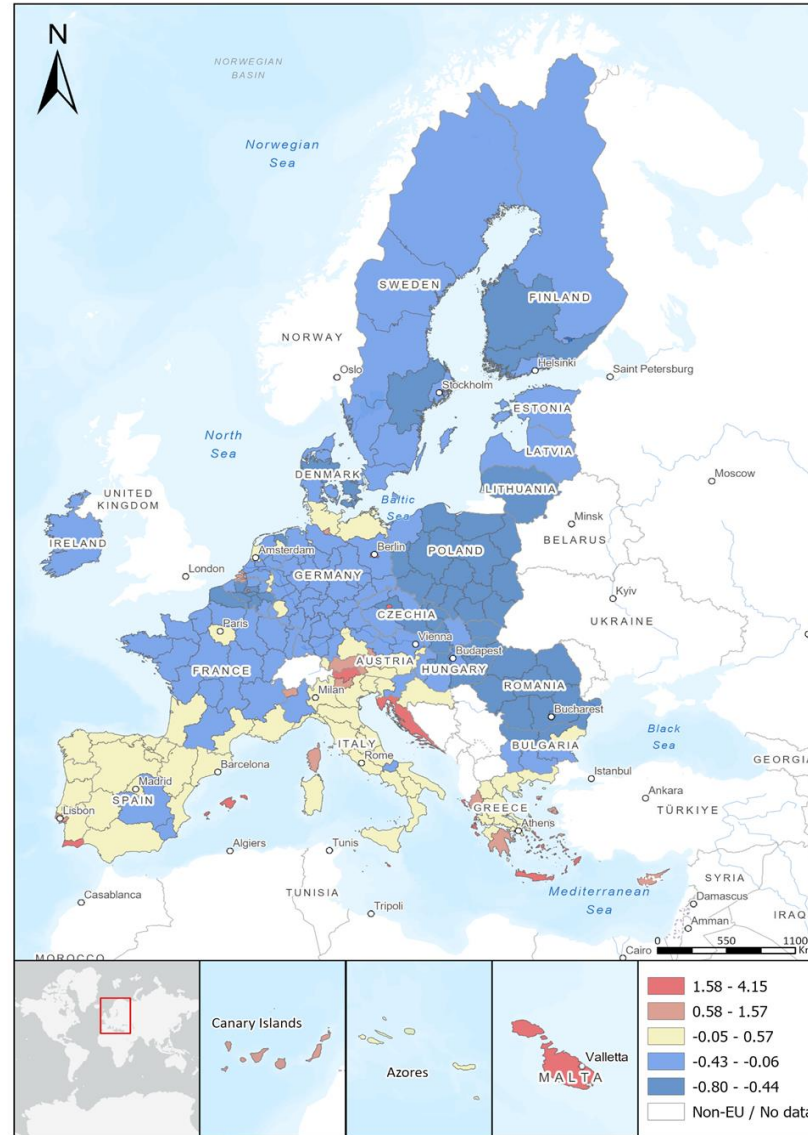 N
NORWEGIAN
BASIN
Norwegian
Sea
SWEDEN
FINLAND
NORWAY
Oslo
Helsinki
Saint Petersburg
Stockholm
ESTONIA
North
Sea
LATVIA
Moscow
DENMARK
LITHUANIA
Baltic
Sea
UNITED
KINGDOM
Minsk
BELARUS
IRELAND
Amsterdam
Berlin
POLAND
London
GERMANY
Kyiv
UKRAINE
CZECHIA
Paris
Vienna
Budapest
AUSTRIA
HUNGARY
FRANCE
Milan
ROMANIA
Bucharest
ITALY
Rome
BULGARIA
Black
Sea
GEORGIA
Barcelona
Istanbul
Madrid
SPAIN
Ankara
TÜRKIYE
Lisbon
GREECE
Athens
Algiers
Tunis
SYRIA
Casablanca
TUNISIA
Mediterranean
Sea
Damascus
IRAQ
Tripoli
Amman
MOROCCO
Cairo
0 550 1100
Km
Canary Islands
Azores
Valletta
MALTA
1.58 - 4.15
0.58 - 1.57
-0.05 - 0.57
-0.43 - -0.06
-0.80 - -0.44
Non-EU / No data